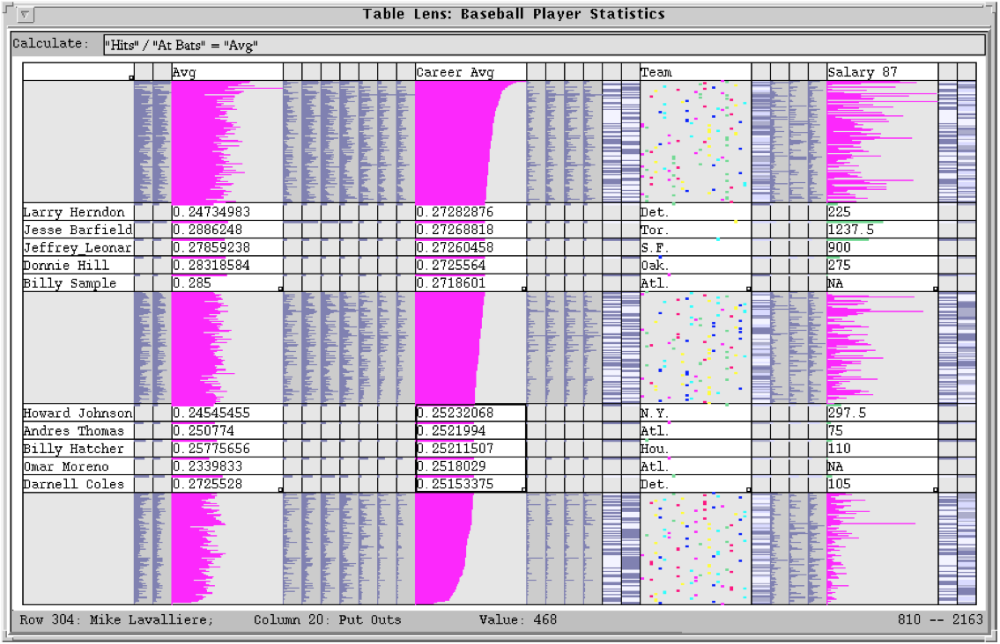 Table Lens: Baseball Player Statistics
Calculate: "Hits" / "At Bats" = "Avg"
Avg Career Avg Team Salary 87
Larry Herndon 0.24734983 0.27282876 Det. 225
Jesse Barfield 0.2886248 0.27268818 Tor. 1237.5
Jeffrey_Leonar 0.27859238 0.27260458 S.F. 900
Donnie Hill 0.28318584 0.2725564 Oak. 275
Billy Sample 0.285 0.2718601 Atl. NA
Howard Johnson 0.24545455 0.25232068 N.Y. 297.5
Andres Thomas 0.250774 0.2521994 Atl. 75
Billy Hatcher 0.25775656 0.25211507 Hou. 110
Omar Moreno 0.2339833 0.2518029 Atl. NA
Darnell Coles 0.2725528 0.25153375 Det. 105
Row 304: Mike Lavalliere; Column 20: Put Outs Value: 468 810 -- 2163